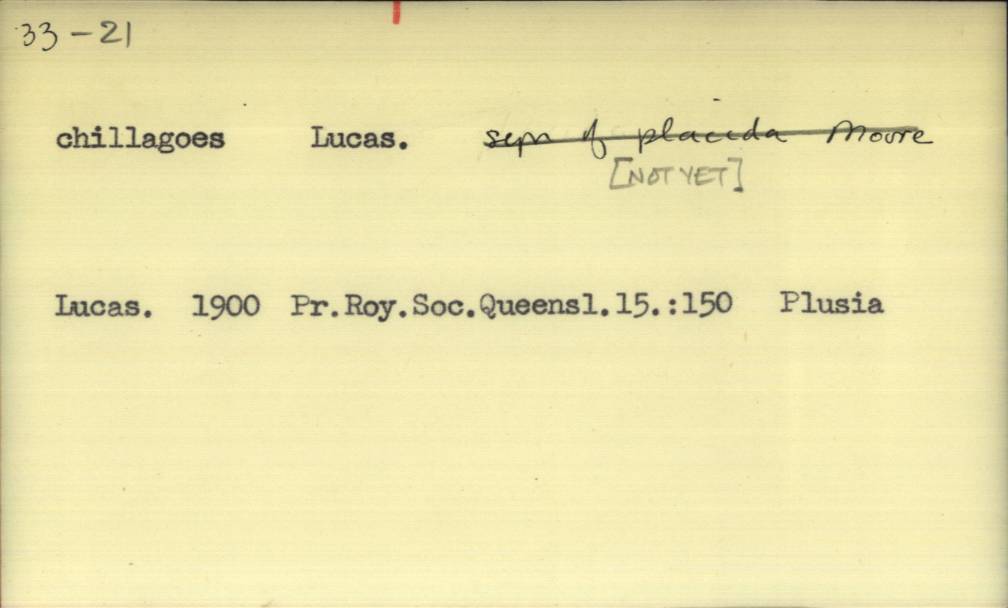 33-21
chillagoes Lucas. syn of placida Moore
[NOT YET]
Lucas. 1900 Pr.Roy.Soc.Queensl.15.:150 Plusia